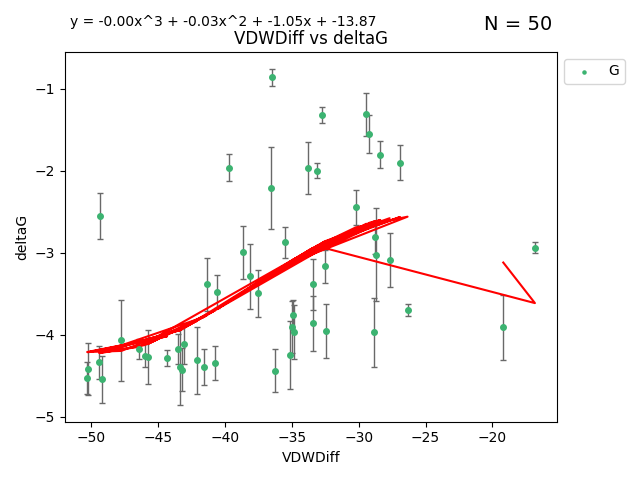 y = -0.00x^3 + -0.03x^2 + -1.05x + -13.87
N = 50
VDWDiff vs deltaG
G
deltaG
−1
−2
−3
−4
−5
−50
−45
−40
−35
−30
−25
−20
VDWDiff